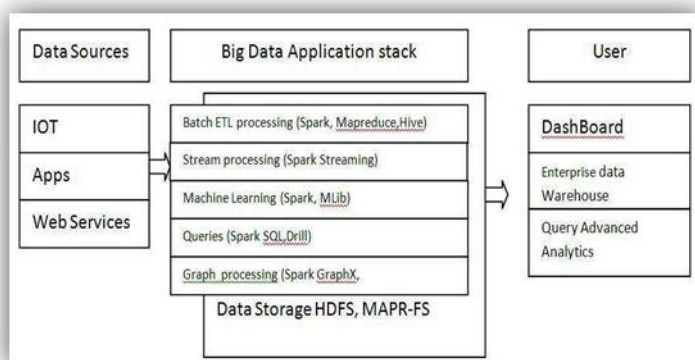 Data Sources
Big Data Application stack
User
IOT
Apps
Web Services
Batch ETL processing (Spark, Mapreduce,Hive)
Stream processing (Spark Streaming)
Machine Learning (Spark, MLib)
Queries (Spark SQL,Drill)
Graph processing (Spark GraphX,
Data Storage HDFS, MAPR-FS
DashBoard
Enterprise data
Warehouse
Query Advanced
Analytics